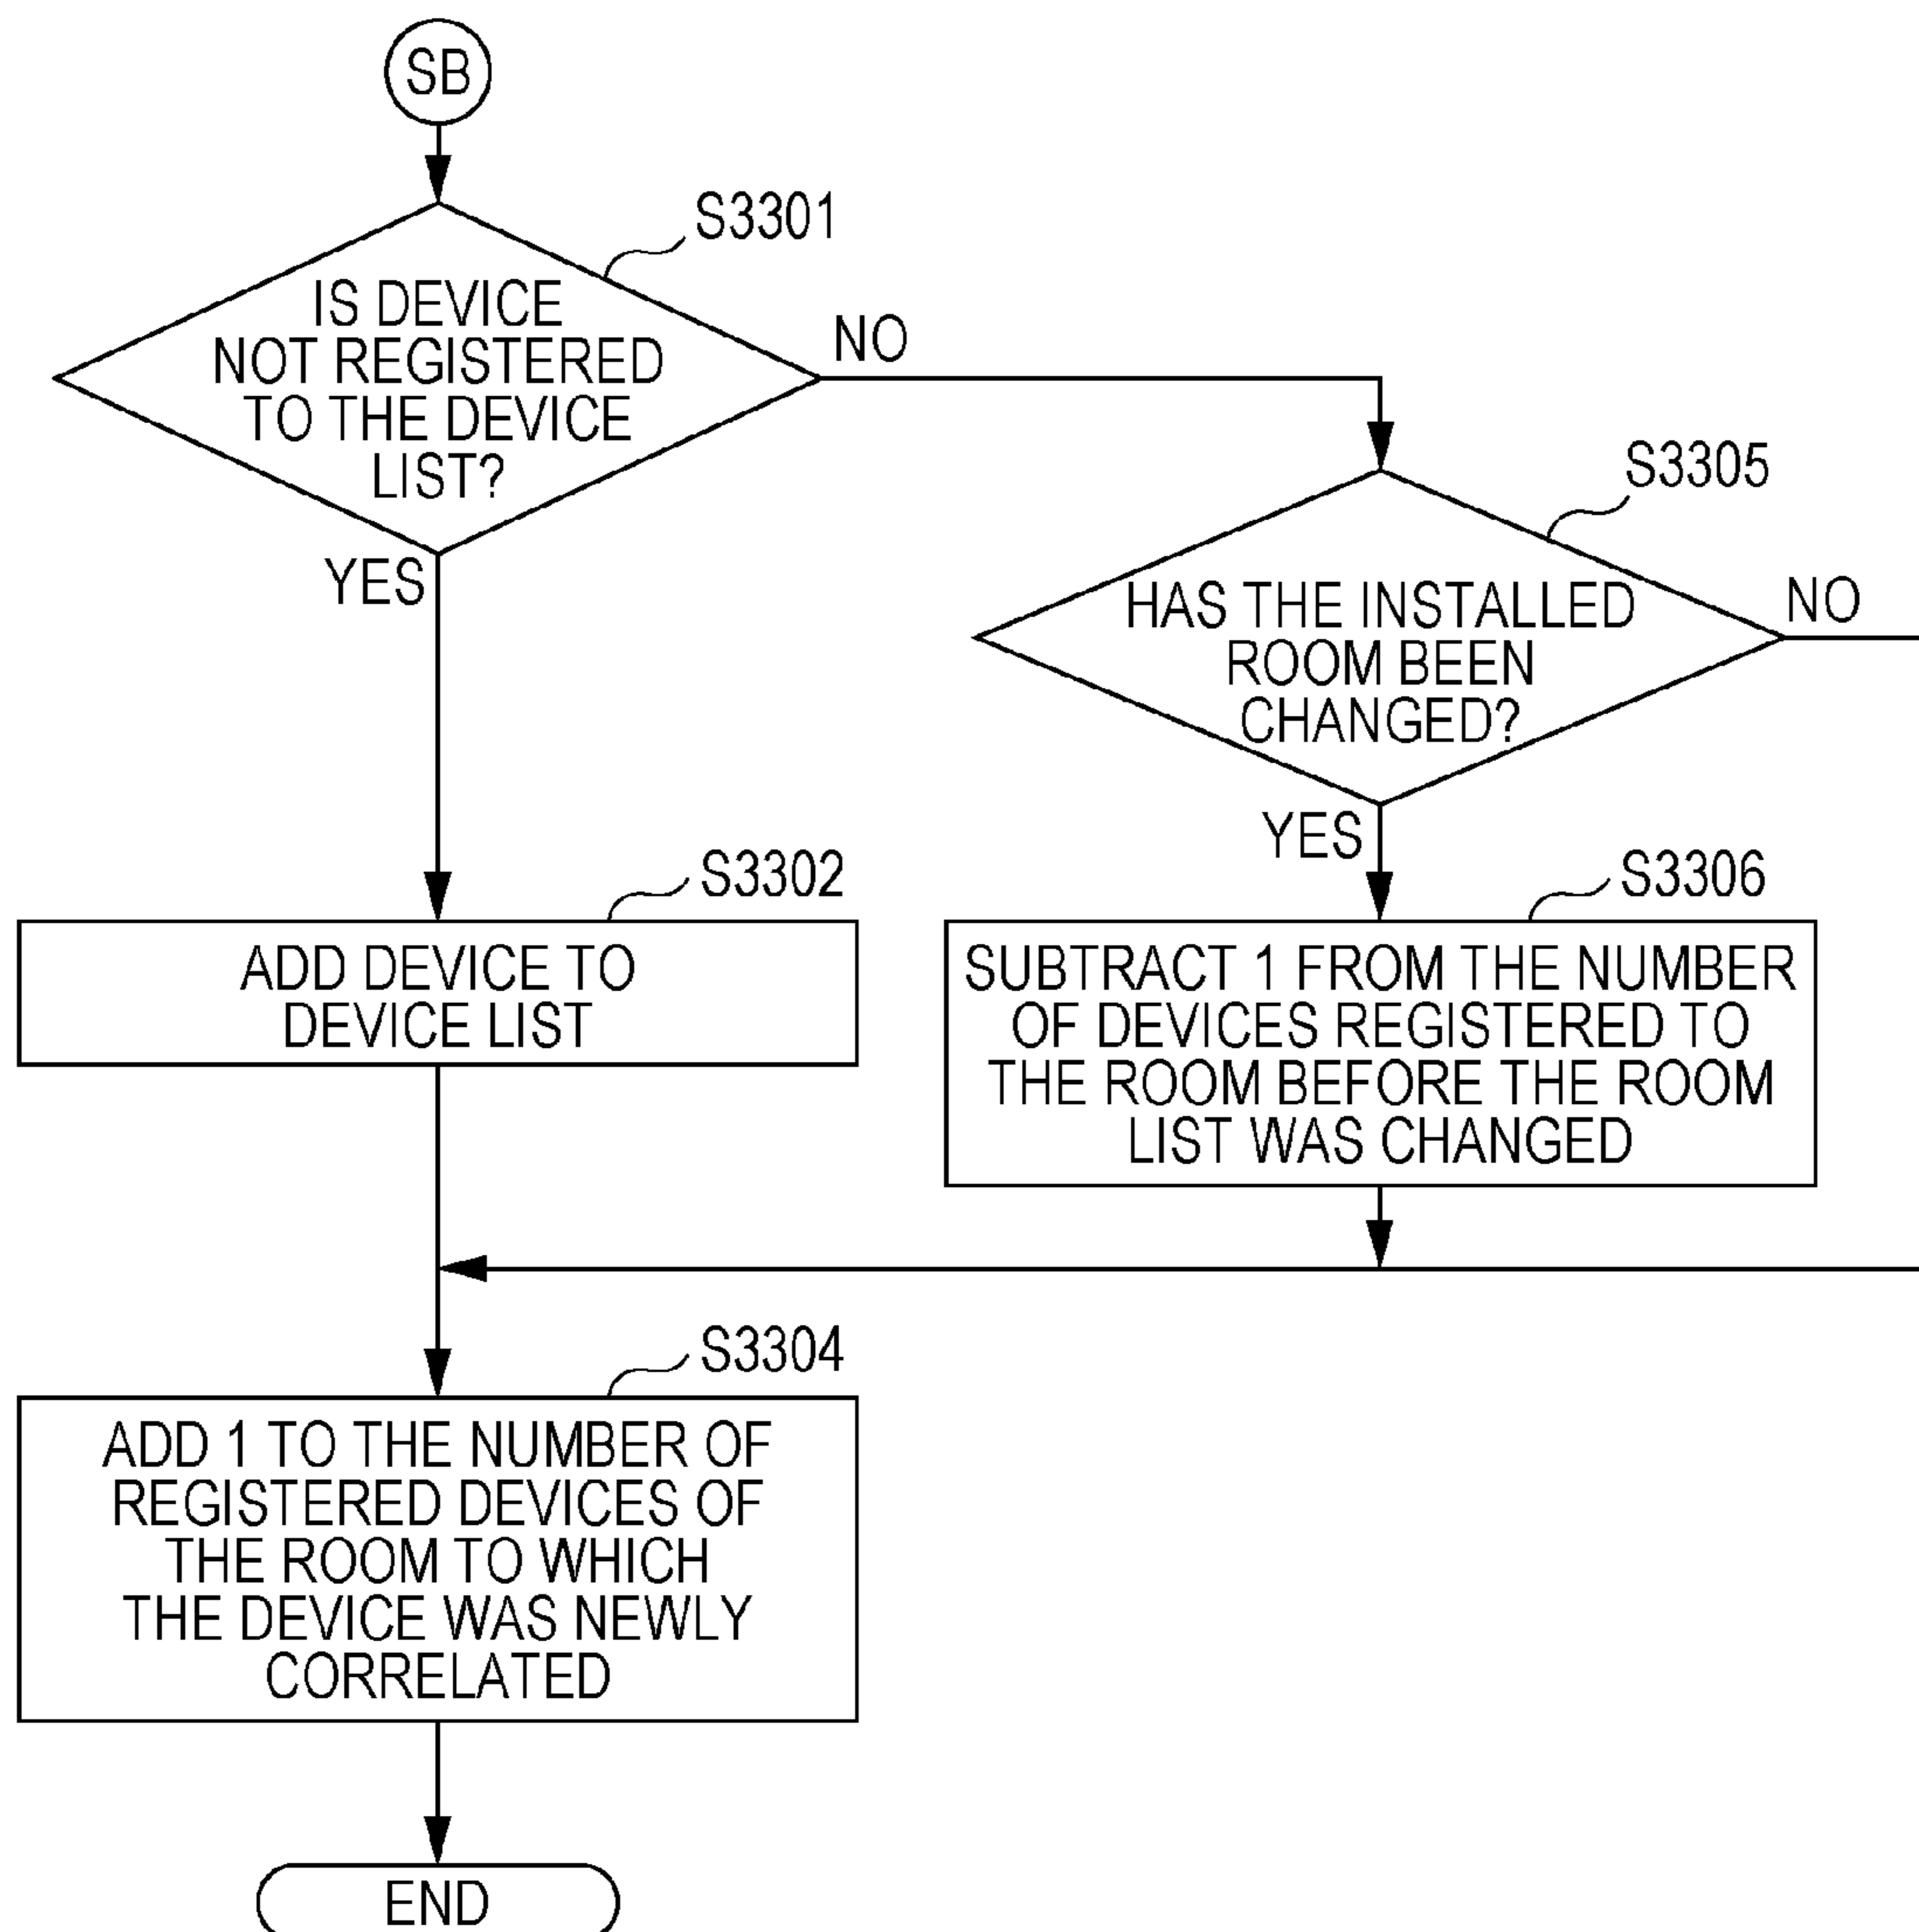 SB
S3301
IS DEVICE
NOT REGISTERED
TO THE DEVICE
LIST?
NO
YES
S3305
HAS THE INSTALLED
ROOM BEEN
CHANGED?
NO
YES
S3302
ADD DEVICE TO
DEVICE LIST
S3306
SUBTRACT 1 FROM THE NUMBER
OF DEVICES REGISTERED TO
THE ROOM BEFORE THE ROOM
LIST WAS CHANGED
S3304
ADD 1 TO THE NUMBER OF
REGISTERED DEVICES OF
THE ROOM TO WHICH
THE DEVICE WAS NEWLY
CORRELATED
END